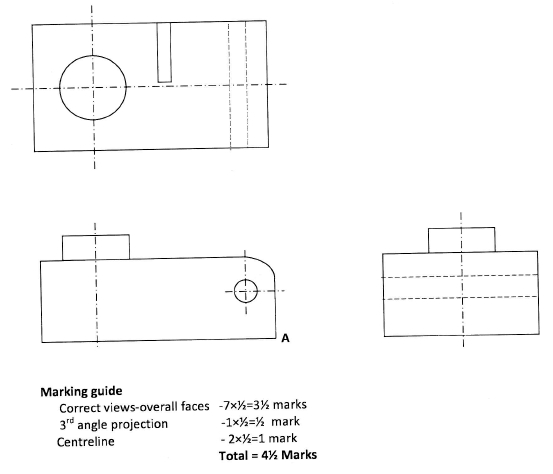 A
Marking guide
Correct views-overall faces -7×½=3½ marks
3rd angle projection -1×½=½ mark
Centreline - 2×½=1 mark
Total = 4½ Marks